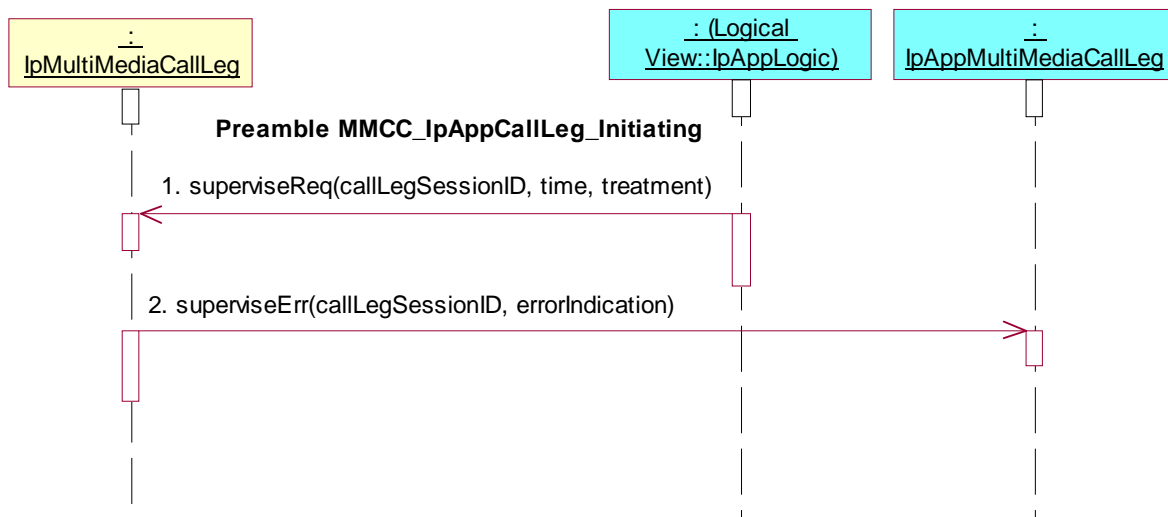 :
IpMultiMediaCallLeg
: (Logical
View::IpAppLogic)
:
IpAppMultiMediaCallLeg
Preamble MMCC_IpAppCallLeg_Initiating
1. superviseReq(callLegSessionID, time, treatment)
2. superviseErr(callLegSessionID, errorIndication)